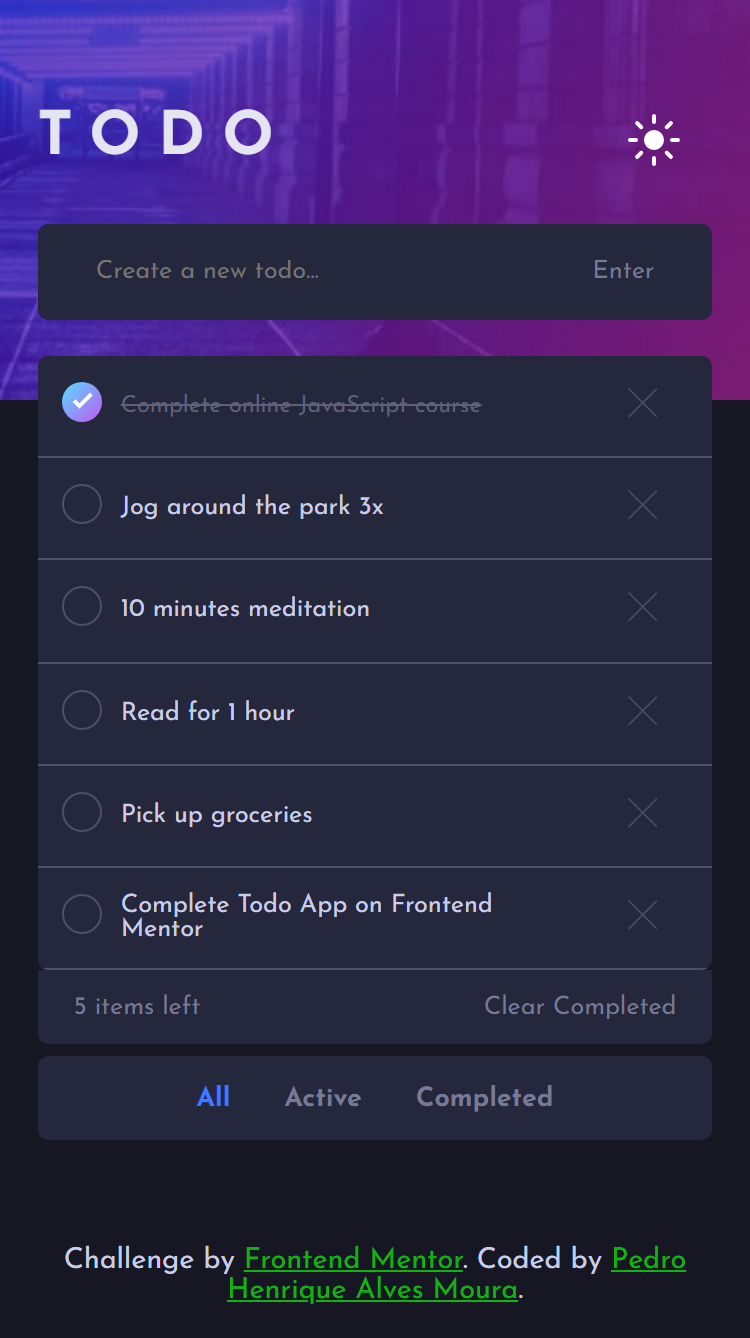 TODO
Create a new todo... Enter
Complete online JavaScript course
Jog around the park 3x
10 minutes meditation
Read for 1 hour
Pick up groceries
Complete Todo App on Frontend
Mentor
5 items left Clear Completed
All Active Completed
Challenge by Frontend Mentor. Coded by Pedro
Henrique Alves Moura.